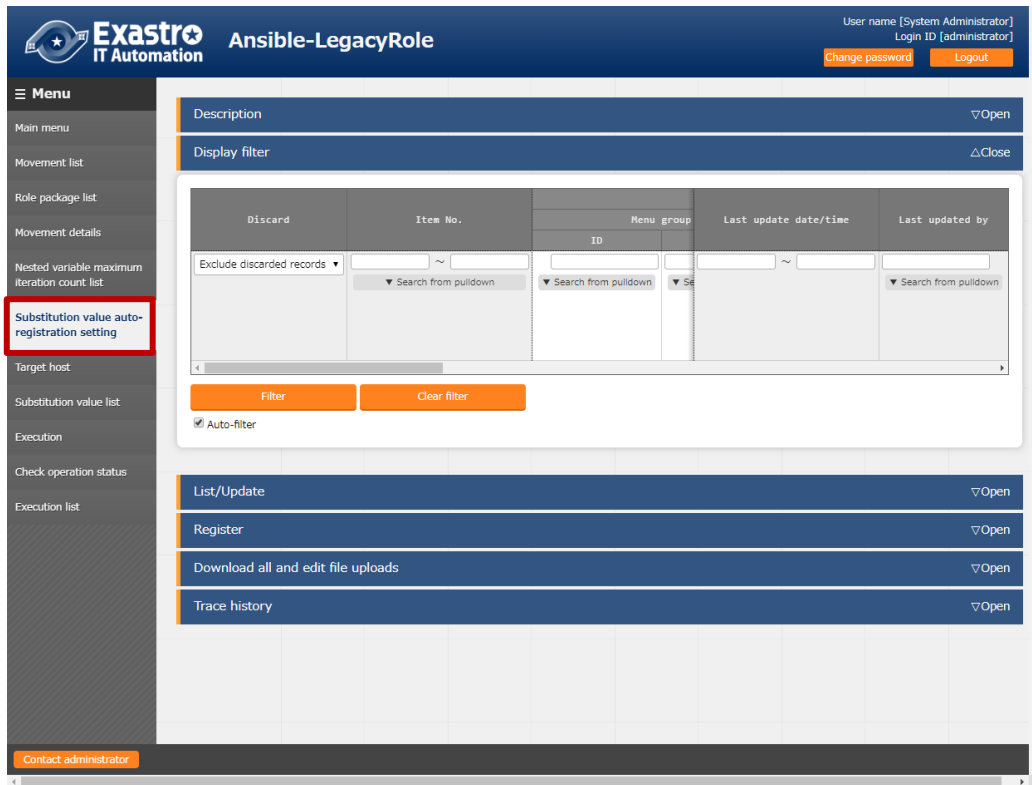 Exastro
IT Automation
Ansible-LegacyRole
User name [System Administrator]
Login ID [administrator]
Change password
Logout
☰ Menu
Main menu
Movement list
Role package list
Movement details
Nested variable maximum
iteration count list
Substitution value auto-
registration setting
Target host
Substitution value list
Execution
Check operation status
Execution list
Description
▽Open
Display filter
△Close
Discard
Item No.
Menu group
ID
Last update date/time
Last updated by
Exclude discarded records ▼
~
▼ Search from pulldown
▼ Search from pulldown
▼ Se
~
▼ Search from pulldown
Filter
Clear filter
Auto-filter
List/Update
▽Open
Register
▽Open
Download all and edit file uploads
▽Open
Trace history
▽Open
Contact administrator